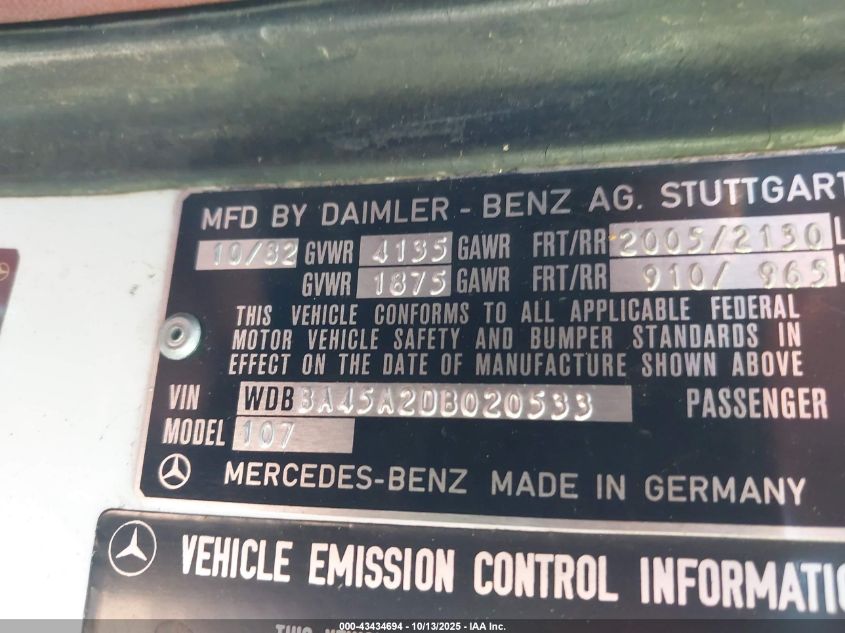 MFD BY DAIMLER - BENZ AG. STUTTGART
10/82 GVWR 4135 GAWR FRT/RR 2005/2130 L
GVWR 1875 GAWR FRT/RR 910/ 965
THIS VEHICLE CONFORMS TO ALL APPLICABLE FEDERAL
MOTOR VEHICLE SAFETY AND BUMPER STANDARDS IN
EFFECT ON THE DATE OF MANUFACTURE SHOWN ABOVE
VIN WDBBA45A2DB020533 PASSENGER
MODEL 107
MERCEDES-BENZ MADE IN GERMANY
VEHICLE EMISSION CONTROL INFORMATIO
000-43434694 | 10/13/2025 - IAA Inc.